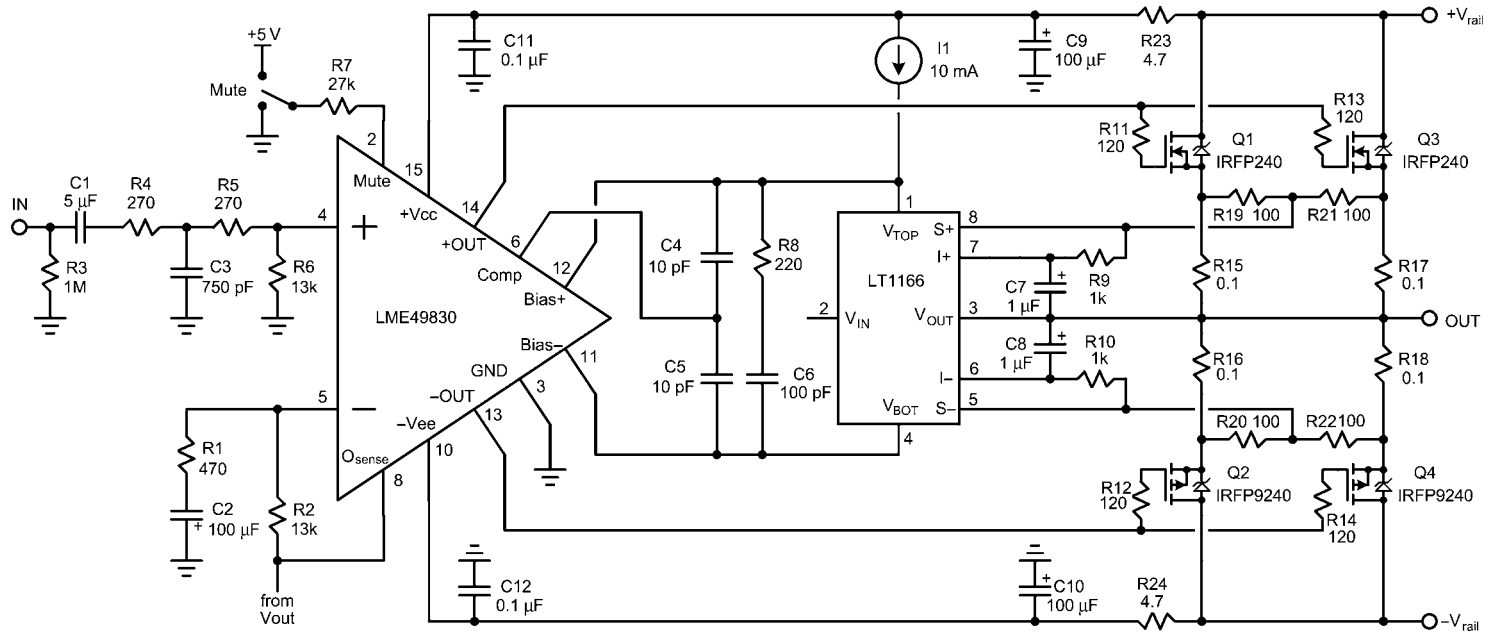 +5 V
Mute
R7
27k
C11
0.1 µF
I1
10 mA
+
C9
100 µF
R23
4.7
+Vrail
R11
120
Q1
IRFP240
R13
120
Q3
IRFP240
IN
C1
5 µF
R4
270
R5
270
R3
1M
C3
750 pF
R6
13k
2
Mute
15
+Vcc
14
+OUT
6
Comp
12
Bias+
4
+
LME49830
Bias–
11
GND
3
–OUT
13
–Vee
10
5
–
Osense
8
R1
470
C2
+
100 µF
R2
13k
from
Vout
C4
10 pF
R8
220
C5
10 pF
C6
100 pF
1
VTOP
S+
8
I+
7
LT1166
2
VIN
VOUT
3
I–
6
VBOT
S–
5
4
+
C7
1 µF
R9
1k
+
C8
1 µF
R10
1k
R19 100
R21 100
R15
0.1
R17
0.1
OUT
R16
0.1
R18
0.1
R20 100
R22100
R12
120
Q2
IRFP9240
R14
120
Q4
IRFP9240
C12
0.1 µF
+
C10
100 µF
R24
4.7
–Vrail